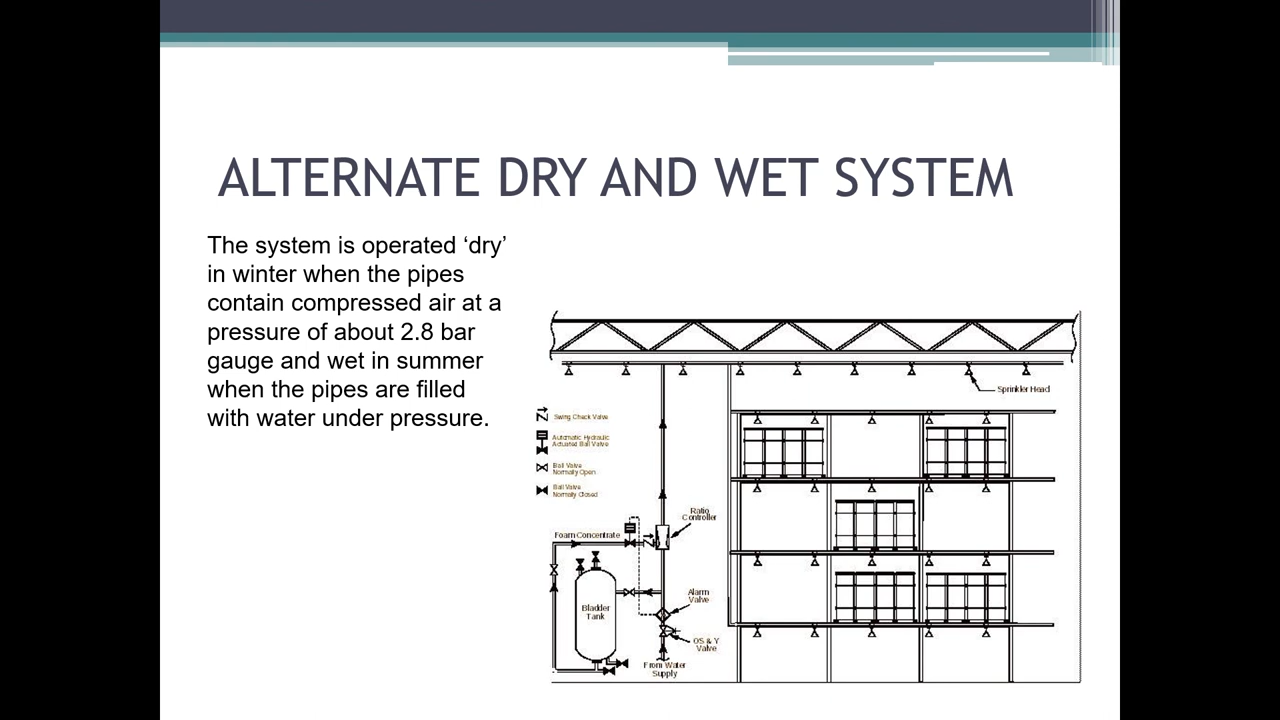 ALTERNATE DRY AND WET SYSTEM
The system is operated ‘dry’
in winter when the pipes
contain compressed air at a
pressure of about 2.8 bar
gauge and wet in summer
when the pipes are filled
with water under pressure.
Sprinkler Head
Swing Check Valve
Automatic Hydraulic
Actuated Ball Valve
Ball Valve
Normally Open
Ball Valve
Normally Closed
Ratio
Controller
Foam Concentrate
Bladder
Tank
Alarm
Valve
OS & Y
Valve
From Water
Supply